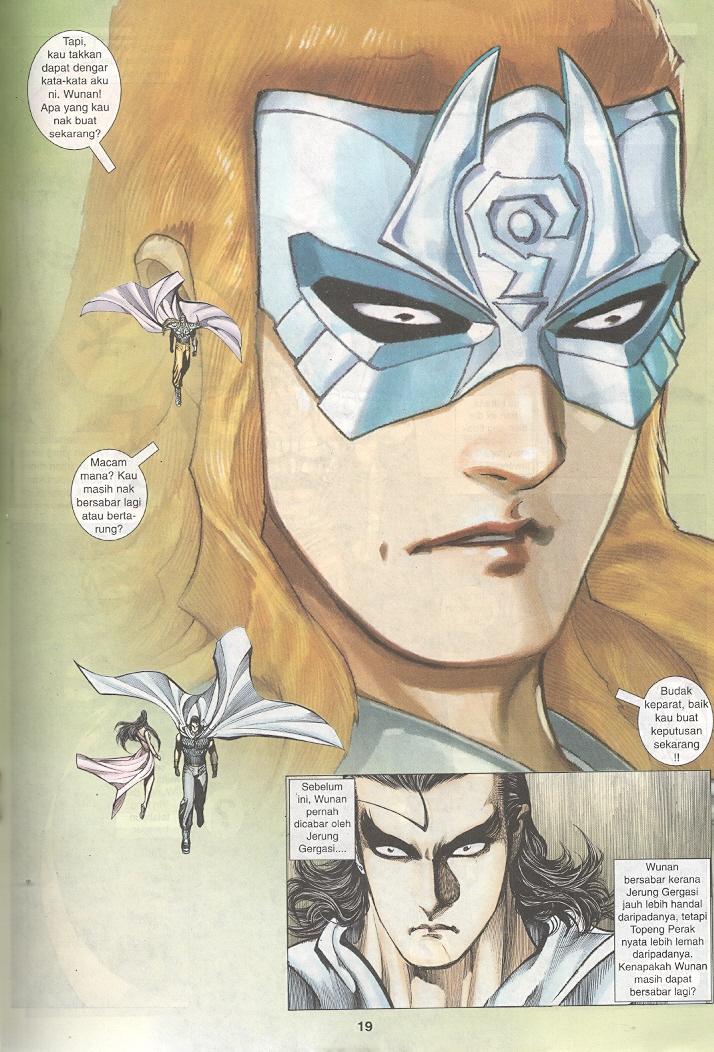 Tapi,
kau takkan
dapat dengar
kata-kata aku
ni. Wunan!
Apa yang kau
nak buat
sekarang?
Macam
mana? Kau
masih nak
bersabar lagi
atau berta-
rung?
Budak
keparat, baik
kau buat
keputusan
sekarang
!!
Sebelum
ini, Wunan
pernah
dicabar oleh
Jerung
Gergasi....
Wunan
bersabar kerana
Jerung Gergasi
jauh lebih handal
daripadanya, tetapi
Topeng Perak
nyata lebih lemah
daripadanya.
Kenapakah Wunan
masih dapat
bersabar lagi?
19